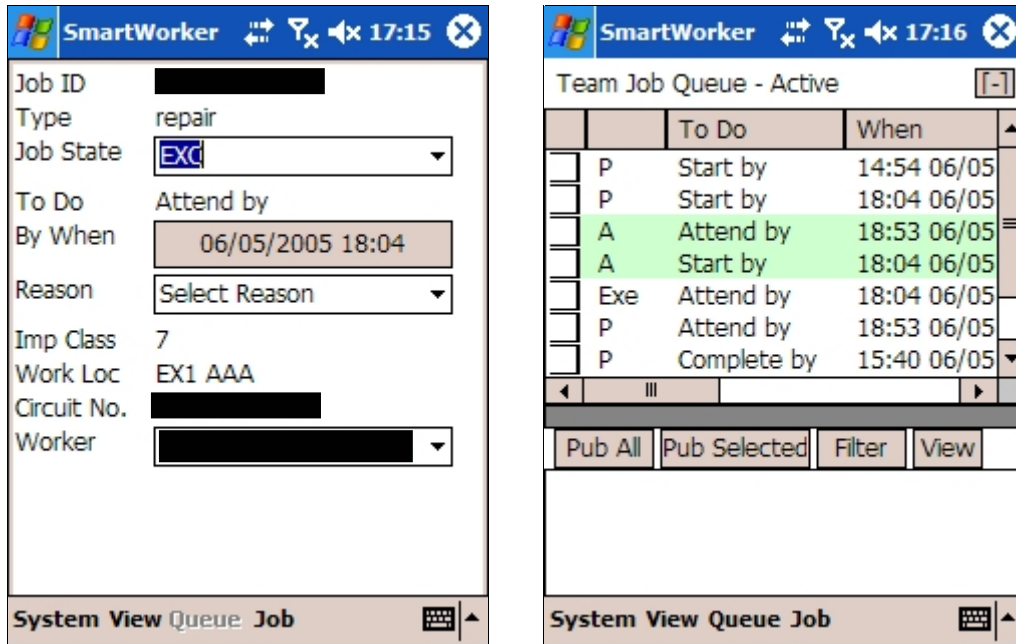 SmartWorker 17:15
Job ID
Type repair
Job State EXC
To Do Attend by
By When 06/05/2005 18:04
Reason Select Reason
Imp Class 7
Work Loc EX1 AAA
Circuit No.
Worker
System View Queue Job
SmartWorker 17:16
Team Job Queue - Active [-]
To Do When
P Start by 14:54 06/05
P Start by 18:04 06/05
A Attend by 18:53 06/05
A Start by 18:04 06/05
Exe Attend by 18:04 06/05
P Attend by 18:53 06/05
P Complete by 15:40 06/05
Pub All Pub Selected Filter View
System View Queue Job